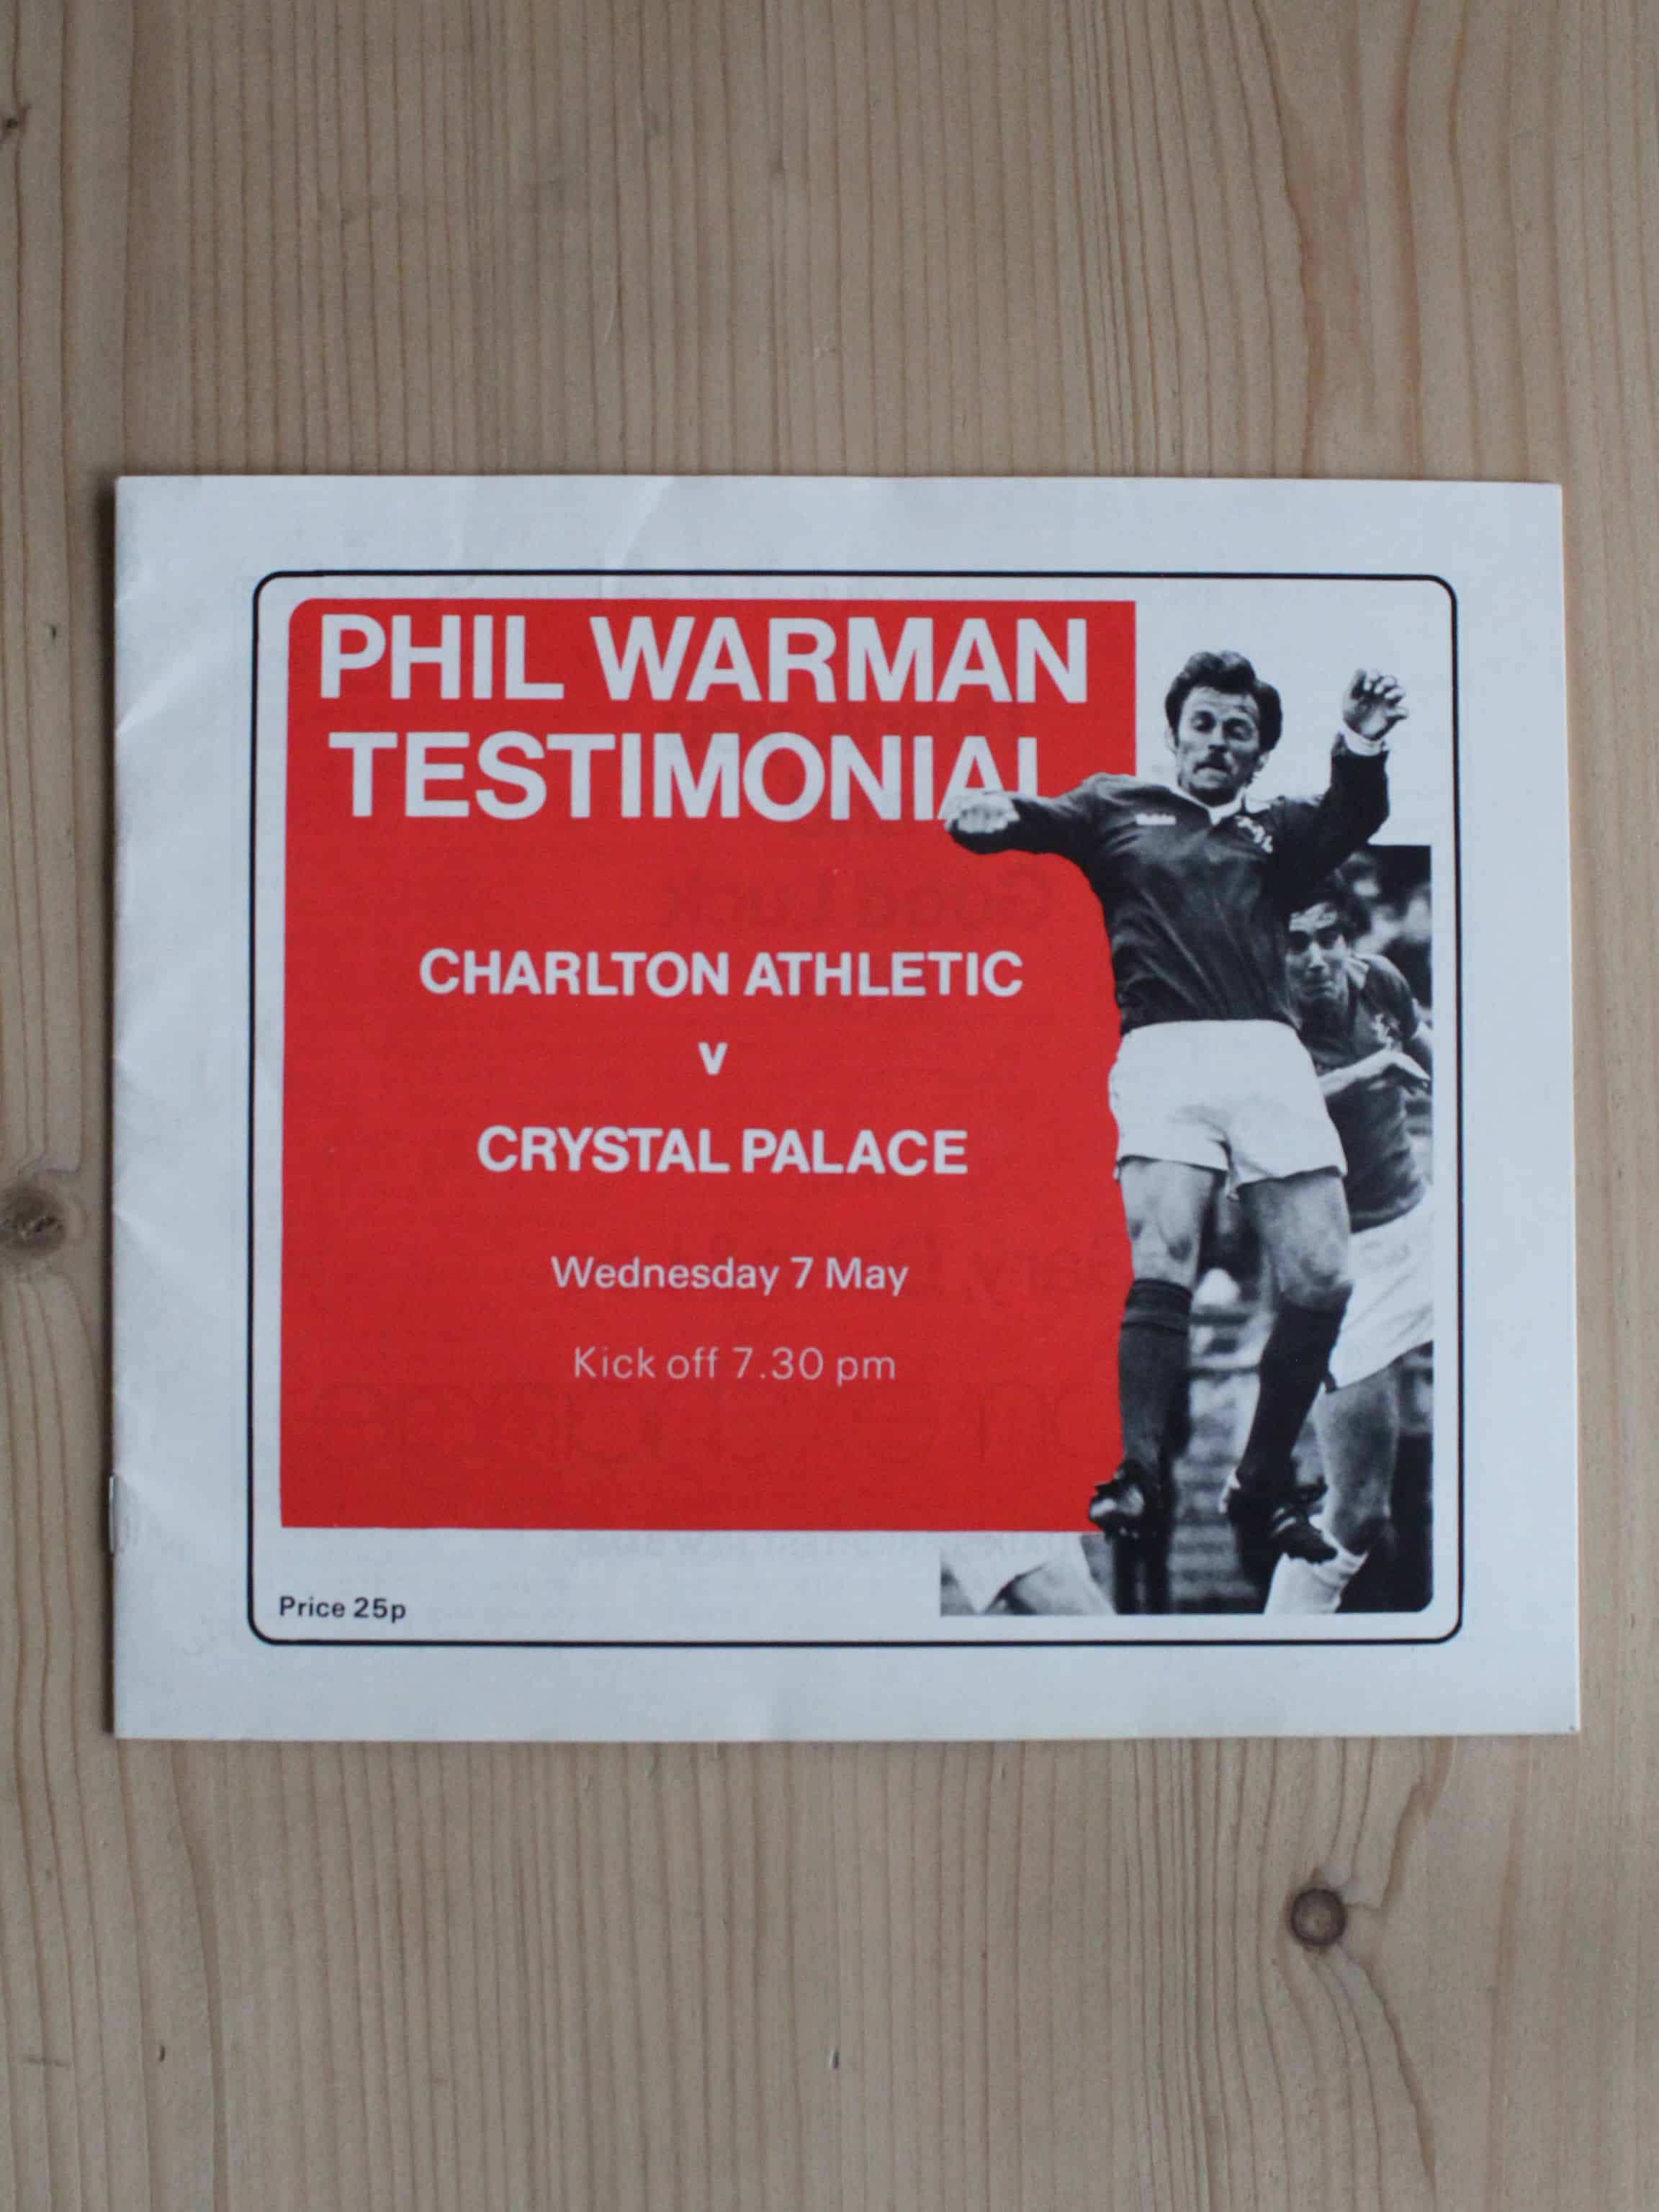 PHIL WARMAN
TESTIMONIAL
CHARLTON ATHLETIC
v
CRYSTAL PALACE
Wednesday 7 May
Kick off 7.30 pm
Price 25p